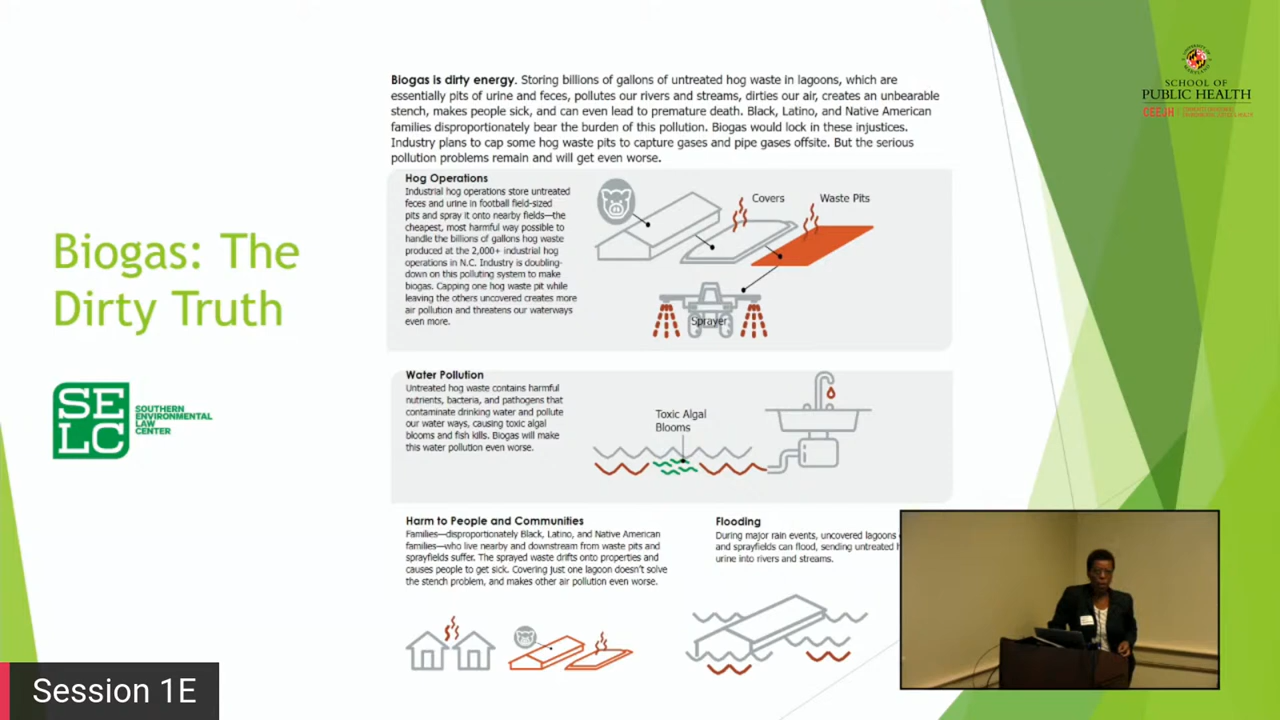 Biogas: The
Dirty Truth
SE
LC
SOUTHERN
ENVIRONMENTAL
LAW
CENTER
Biogas is dirty energy. Storing billions of gallons of untreated hog waste in lagoons, which are
essentially pits of urine and feces, pollutes our rivers and streams, dirties our air, creates an unbearable
stench, makes people sick, and can even lead to premature death. Black, Latino, and Native American
families disproportionately bear the burden of this pollution. Biogas would lock in these injustices.
Industry plans to cap some hog waste pits to capture gases and pipe gases offsite. But the serious
pollution problems remain and will get even worse.
Hog Operations
Industrial hog operations store untreated
feces and urine in football field-sized
pits and spray it onto nearby fields—the
cheapest, most harmful way possible to
handle the billions of gallons hog waste
produced at the 2,000+ industrial hog
operations in N.C. Industry is doubling-
down on this polluting system to make
biogas. Capping one hog waste pit while
leaving the others uncovered creates more
air pollution and threatens our waterways
even more.
Covers
Waste Pits
Sprayer
Water Pollution
Untreated hog waste contains harmful
nutrients, bacteria, and pathogens that
contaminate drinking water and pollute
our water ways, causing toxic algal
blooms and fish kills. Biogas will make
this water pollution even worse.
Toxic Algal
Blooms
Harm to People and Communities
Families—disproportionately Black, Latino, and Native American
families—who live nearby and downstream from waste pits and
sprayfields suffer. The sprayed waste drifts onto properties and
causes people to get sick. Covering just one lagoon doesn't solve
the stench problem, and makes other air pollution even worse.
Flooding
During major rain events, uncovered lagoons
and sprayfields can flood, sending untreated
urine into rivers and streams.
SCHOOL OF
PUBLIC HEALTH
CEEJH
Session 1E